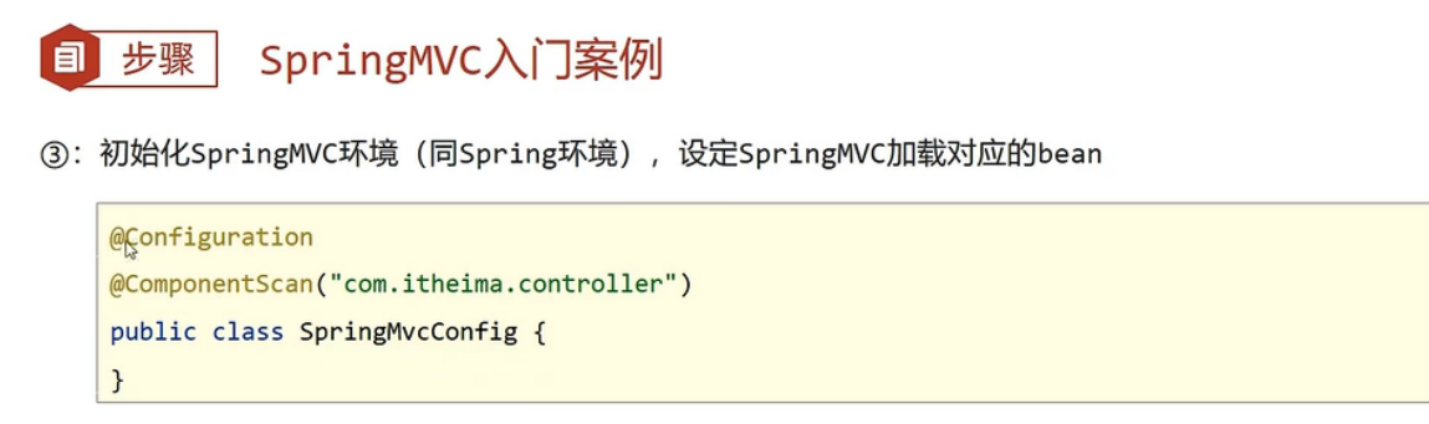 步骤 SpringMVC入门案例
③：初始化SpringMVC环境（同Spring环境），设定SpringMVC加载对应的bean
@Configuration
@ComponentScan("com.itheima.controller")
public class SpringMvcConfig {
}